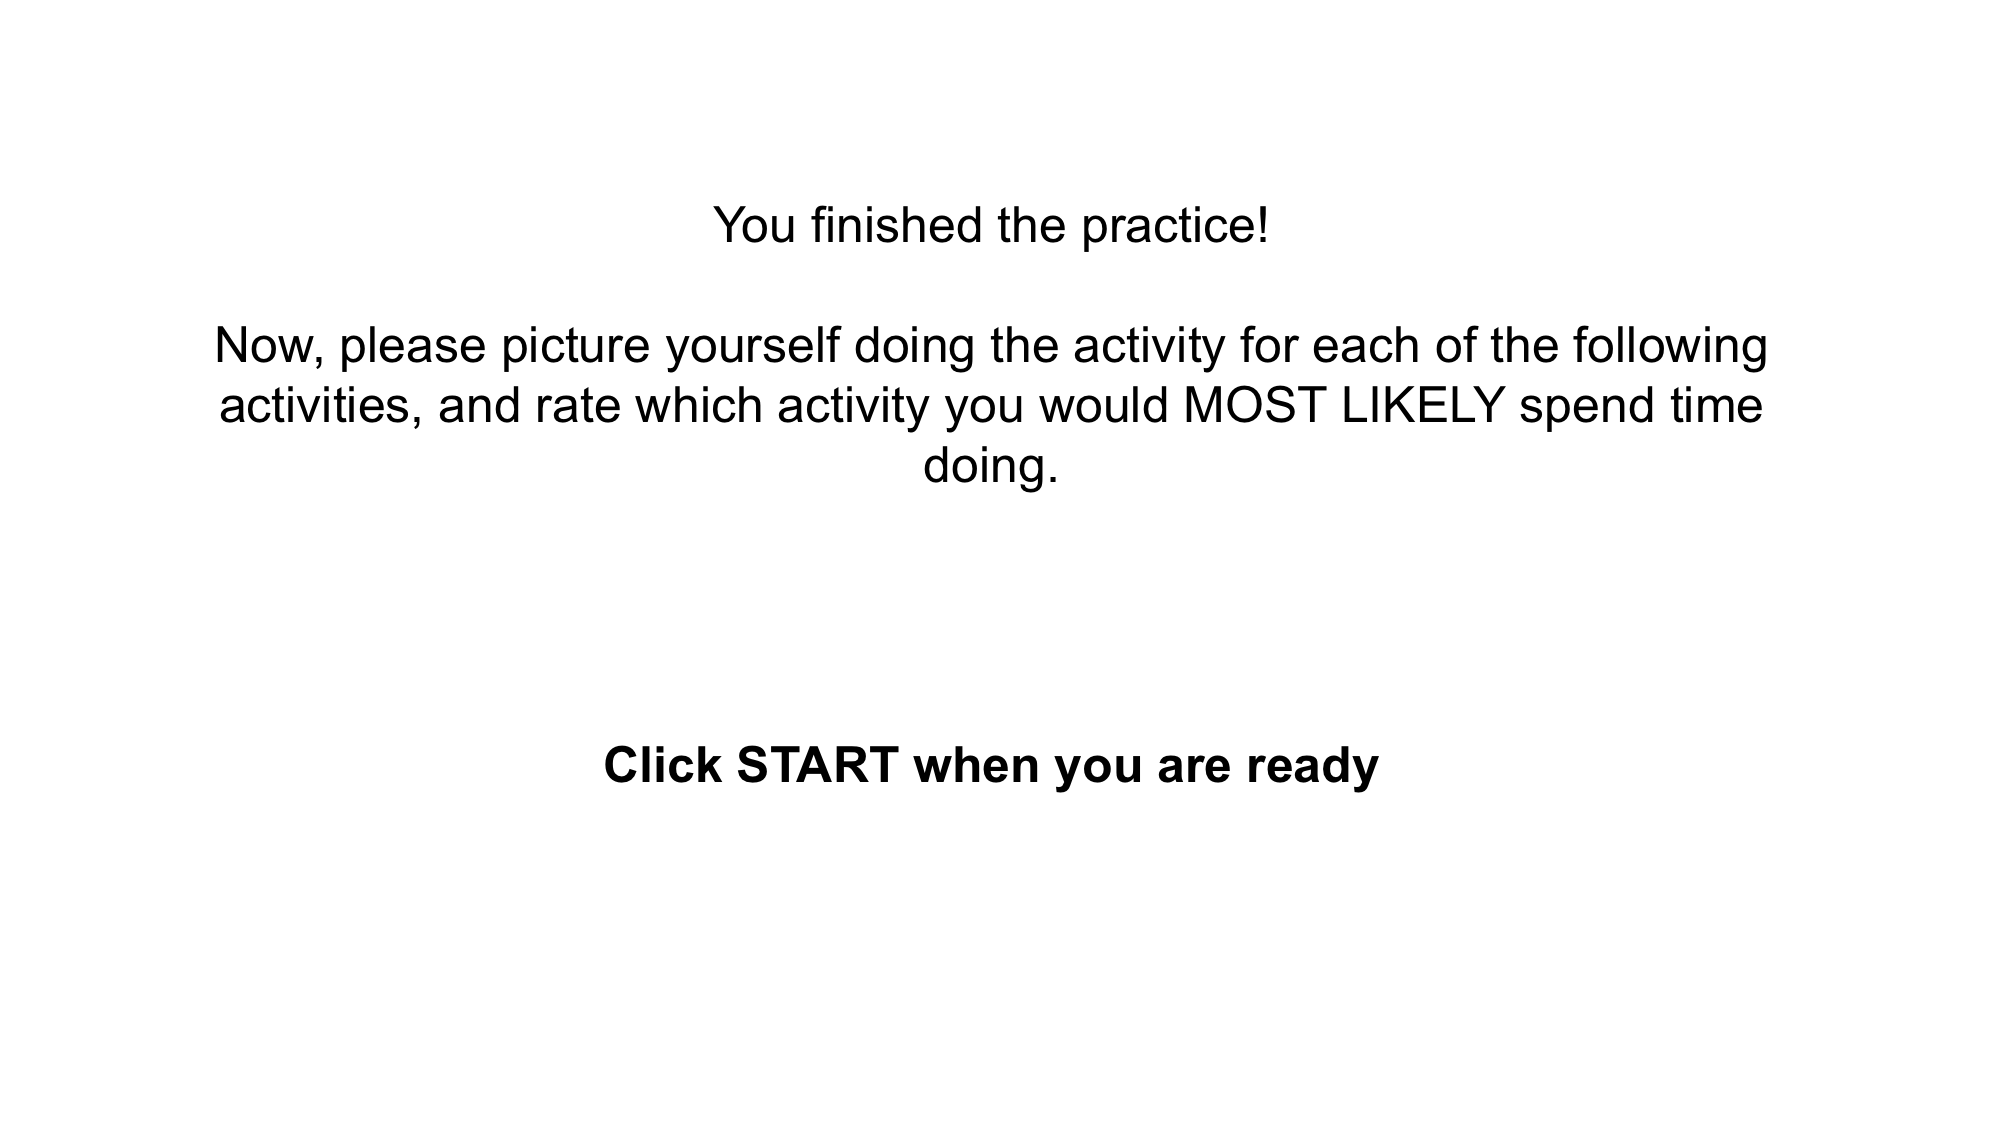 You finished the practice!
Now, please picture yourself doing the activity for each of the following
activities, and rate which activity you would MOST LIKELY spend time
doing.
Click START when you are ready